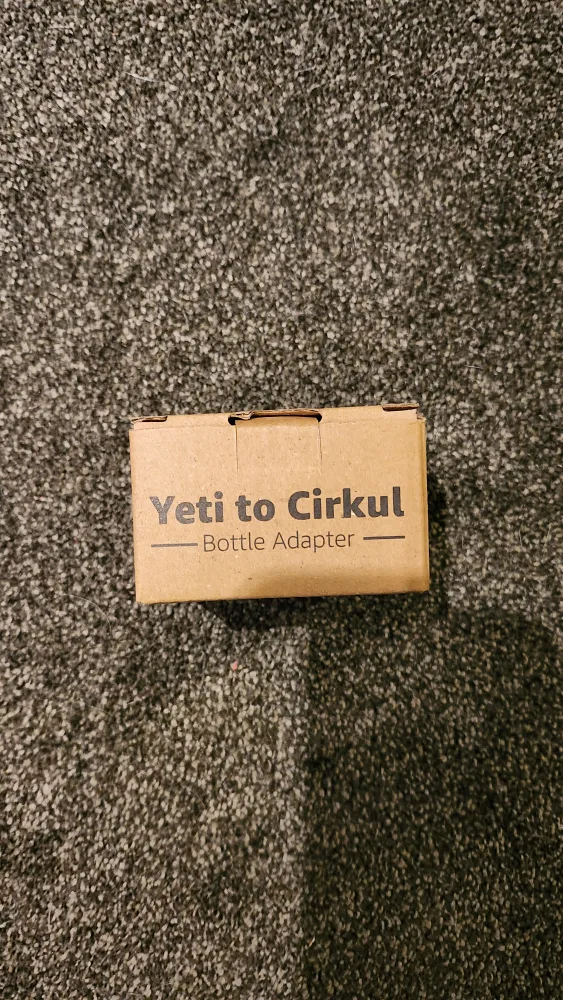 Yeti to Cirkul
Bottle Adapter